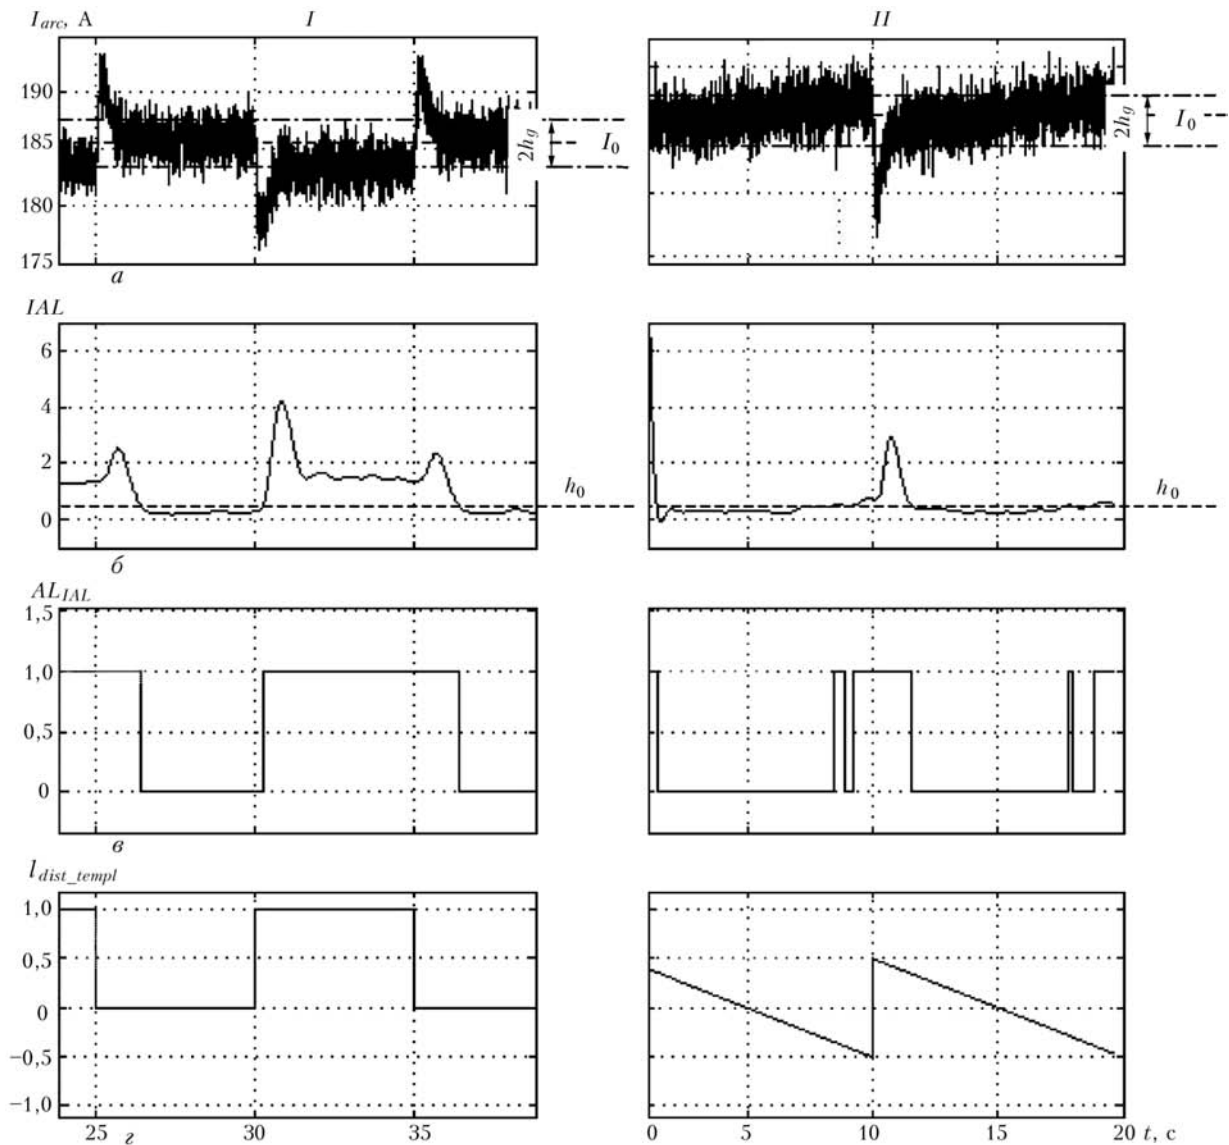 I_arc, А
I
II
190
185
180
175
2h_g
I_0
2h_g
I_0
а
IAL
6
4
2
0
h_0
h_0
б
AL_IAL
1,5
1,0
0,5
0
в
l_dist_templ
1,0
0,5
0
−0,5
−1,0
25
30
35
0
5
10
15
20
t, с
г